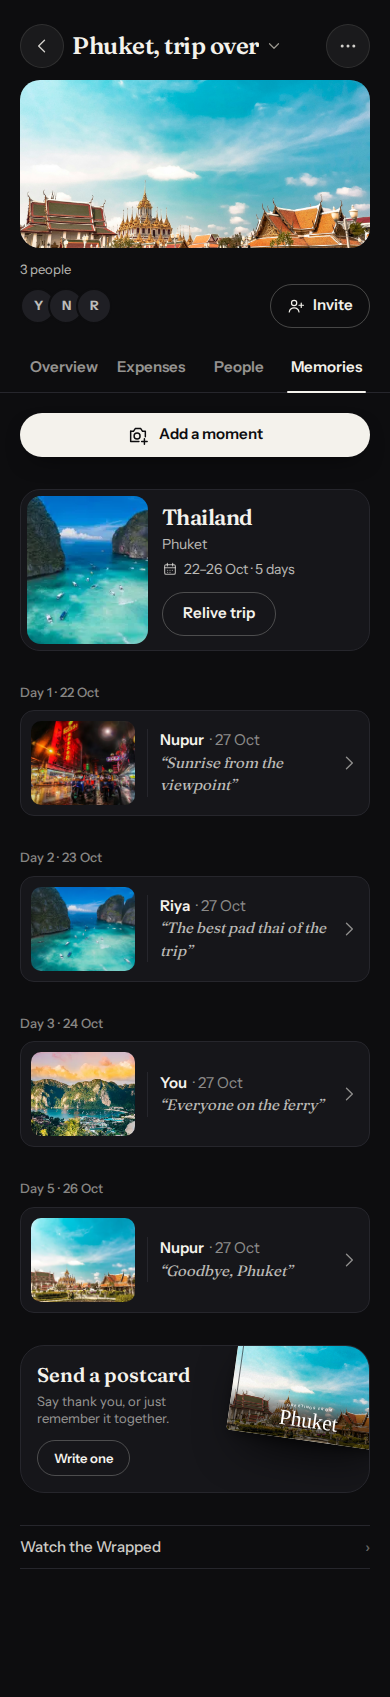 Phuket, trip over
3 people
Y N R
Invite
Overview Expenses People Memories
Add a moment
Thailand
Phuket
22–26 Oct · 5 days
Relive trip
Day 1 · 22 Oct
Nupur · 27 Oct
“Sunrise from the
viewpoint”
Day 2 · 23 Oct
Riya · 27 Oct
“The best pad thai of the
trip”
Day 3 · 24 Oct
You · 27 Oct
“Everyone on the ferry”
Day 5 · 26 Oct
Nupur · 27 Oct
“Goodbye, Phuket”
Send a postcard
Say thank you, or just
remember it together.
Write one
Phuket
Watch the Wrapped